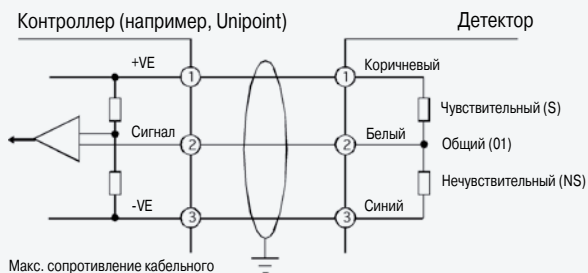 Контроллер (например, Unipoint)
Детектор
+VE
1
1
Коричневый
Чувствительный (S)
Сигнал
2
2
Белый
Общий (01)
Нечувствительный (NS)
-VE
3
3
Синий
Макс. сопротивление кабельного